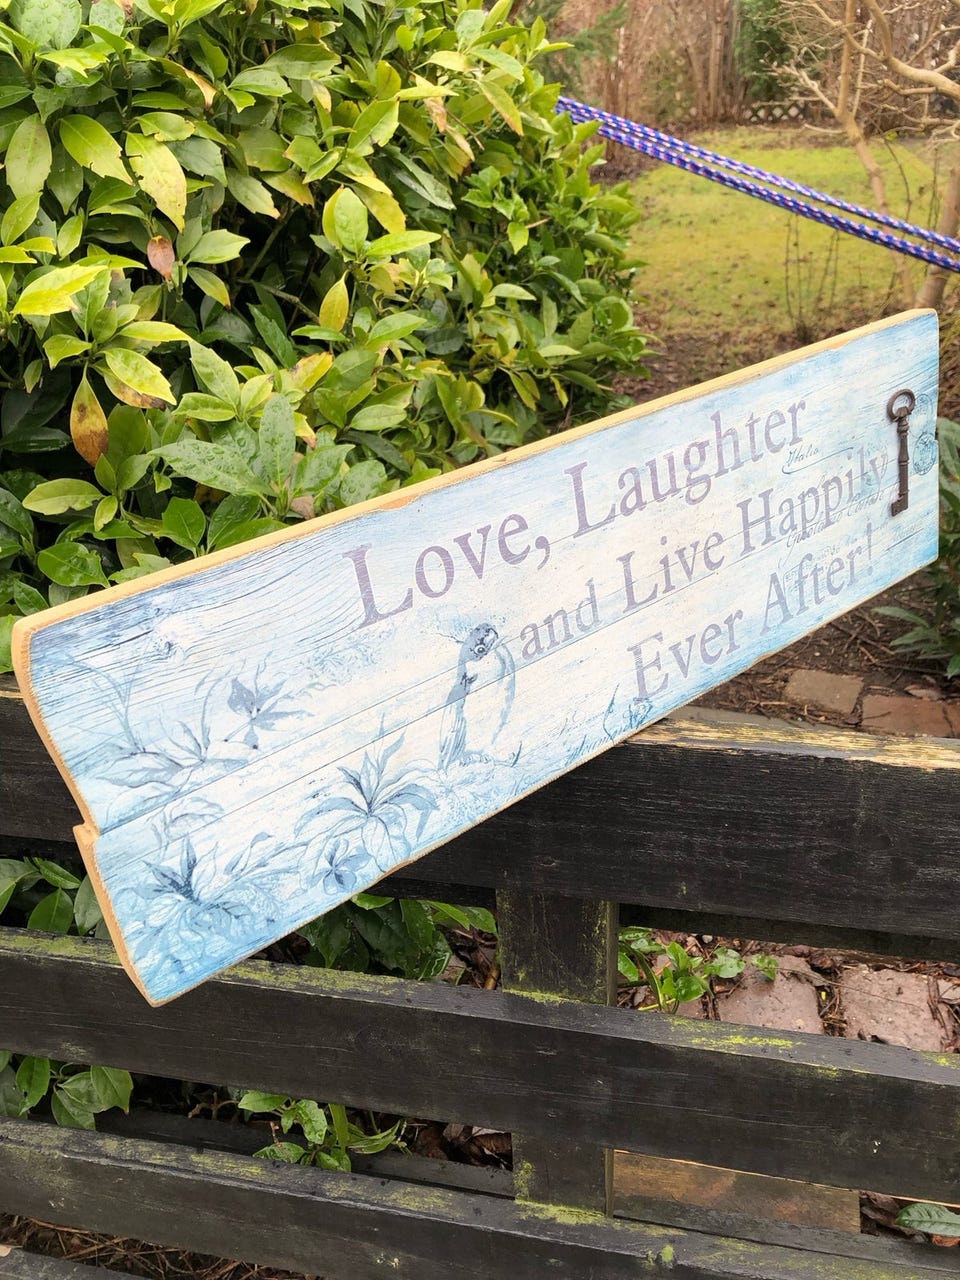 Love, Laughter
and Live Happily
Ever After!